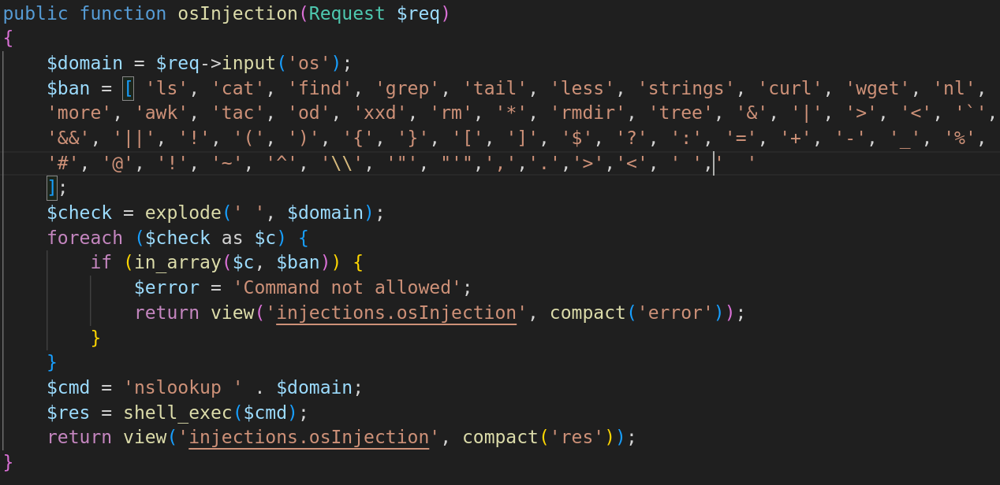 public function osInjection(Request $req)
{
    $domain = $req->input('os');
    $ban = [ 'ls', 'cat', 'find', 'grep', 'tail', 'less', 'strings', 'curl', 'wget', 'nl',
    'more', 'awk', 'tac', 'od', 'xxd', 'rm', '*', 'rmdir', 'tree', '&', '|', '>', '<', '`',
    '&&', '||', '!', '(', ')', '{', '}', '[', ']', '$', '?', ':', '=', '+', '-', '_', '%',
    '#', '@', '!', '~', '^', '\\', '"', "'",',','.','>','<', ' ','  '
    ];
    $check = explode(' ', $domain);
    foreach ($check as $c) {
        if (in_array($c, $ban)) {
            $error = 'Command not allowed';
            return view('injections.osInjection', compact('error'));
        }
    }
    $cmd = 'nslookup ' . $domain;
    $res = shell_exec($cmd);
    return view('injections.osInjection', compact('res'));
}